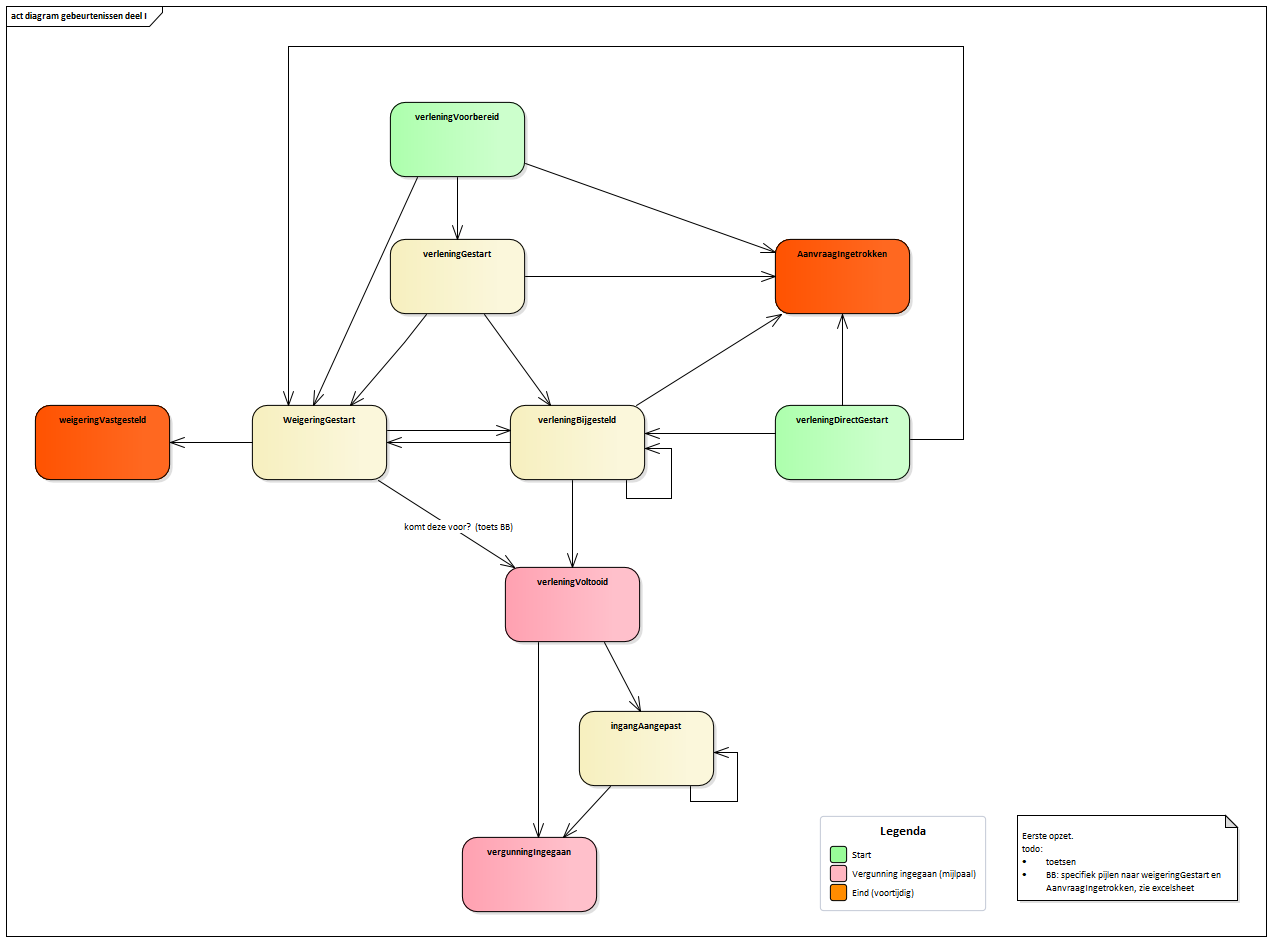 act diagram gebeurtenissen deel I
verleningVoorbereid
verleningGestart
AanvraagIngetrokken
weigeringVastgesteld
WeigeringGestart
verleningBijgesteld
verleningDirectGestart
komt deze voor? (toets BB)
verleningVoltooid
ingangAangepast
vergunningIngegaan
Legenda
Start
Vergunning ingegaan (mijlpaal)
Eind (voortijdig)
Eerste opzet.
todo:
• toetsen
• BB: specifiek pijlen naar weigeringGestart en
AanvraagIngetrokken, zie excelsheet